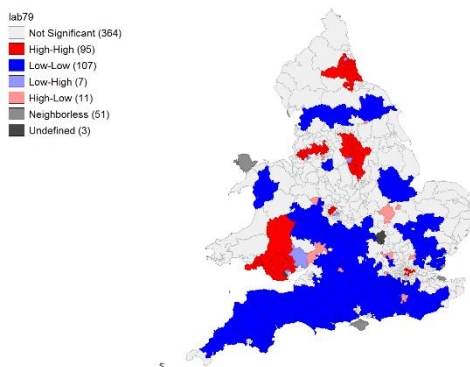 lab79
Not Significant (364)
High-High (95)
Low-Low (107)
Low-High (7)
High-Low (11)
Neighborless (51)
Undefined (3)